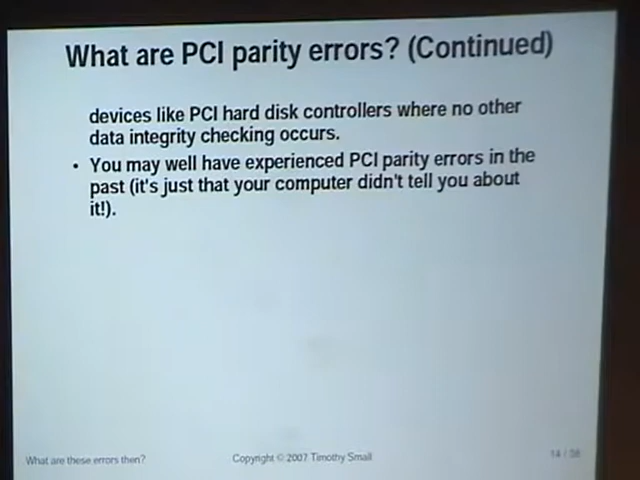 What are PCI parity errors? (Continued)
devices like PCI hard disk controllers where no other
data integrity checking occurs.
• You may well have experienced PCI parity errors in the
past (it's just that your computer didn't tell you about
it!).
What are these errors then?
Copyright © 2007 Timothy Small
14 /